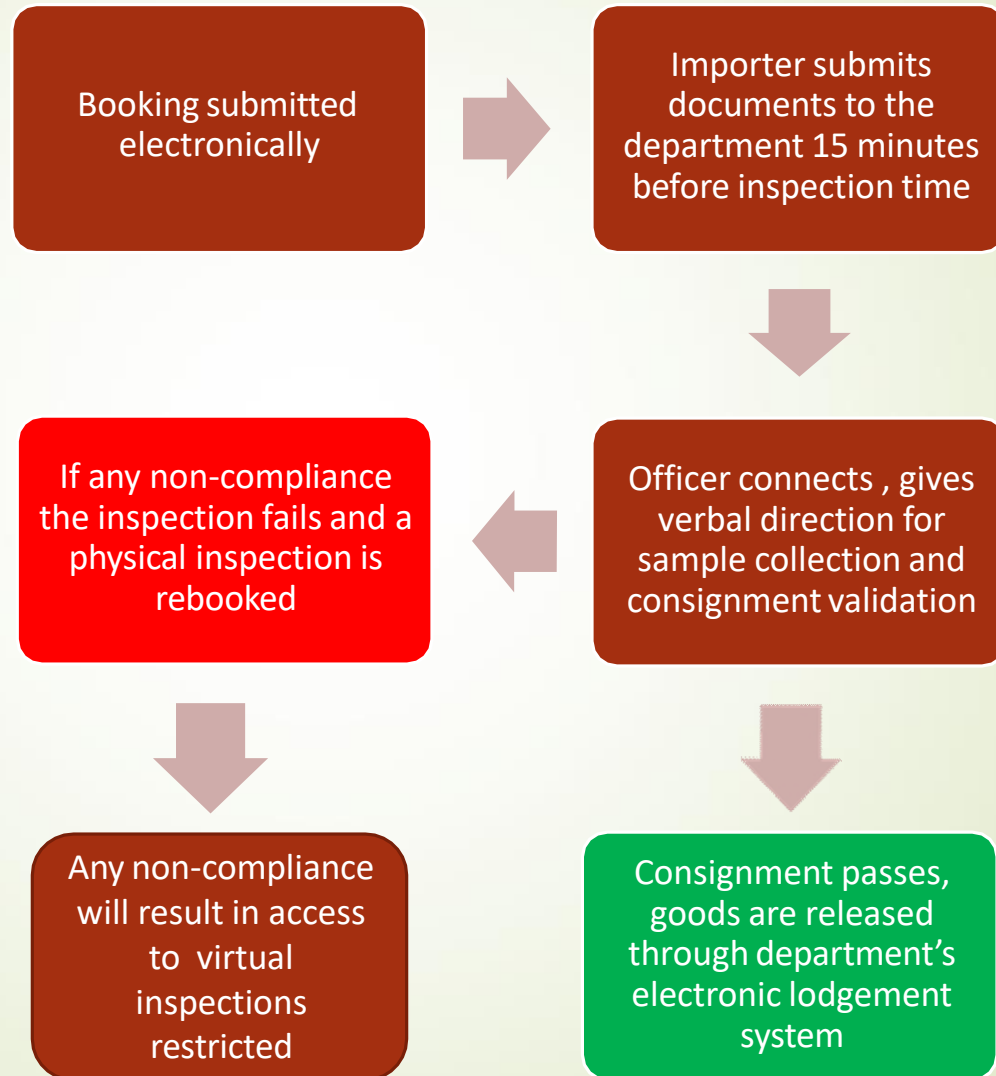 Booking submitted
electronically
Importer submits
documents to the
department 15 minutes
before inspection time
Officer connects , gives
verbal direction for
sample collection and
consignment validation
If any non-compliance
the inspection fails and a
physical inspection is
rebooked
Any non-compliance
will result in access
to virtual
inspections
restricted
Consignment passes,
goods are released
through department’s
electronic lodgement
system